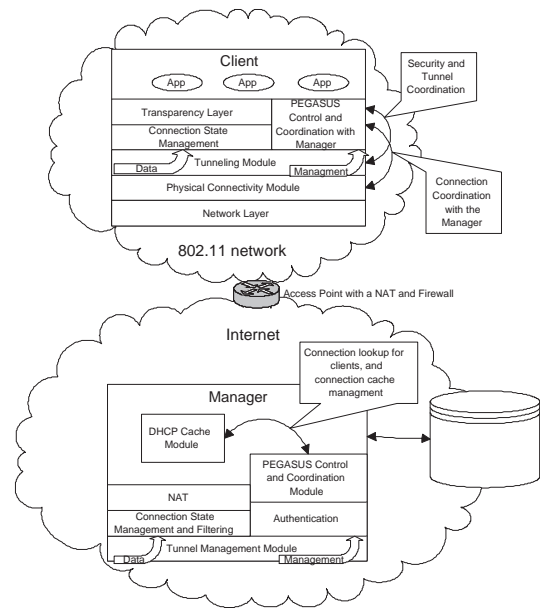 Client
App
App
App
Security and
Tunnel
Coordination
Transparency Layer
Connection State
Management
PEGASUS
Control and
Coordination with
Manager
Tunneling Module
Data
Managment
Physical Connectivity Module
Network Layer
Connection
Coordination
with the
Manager
802.11 network
Access Point with a NAT and Firewall
Internet
Connection lookup for
clients, and
connection cache
managment
Manager
DHCP Cache
Module
PEGASUS Control
and Coordination
Module
NAT
Connection State
Management and Filtering
Authentication
Tunnel Management Module
Data
Management